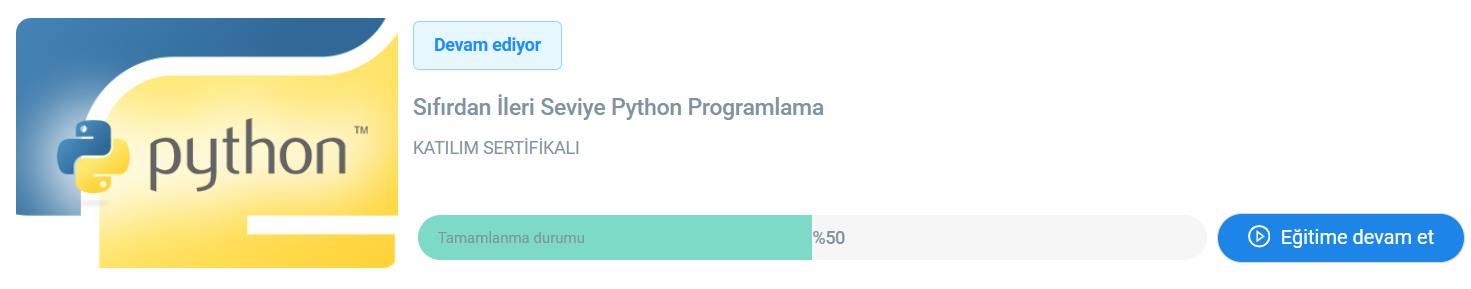 python™
Devam ediyor
Sıfırdan İleri Seviye Python Programlama
KATILIM SERTİFİKALI
Tamamlanma durumu
%50
Eğitime devam et